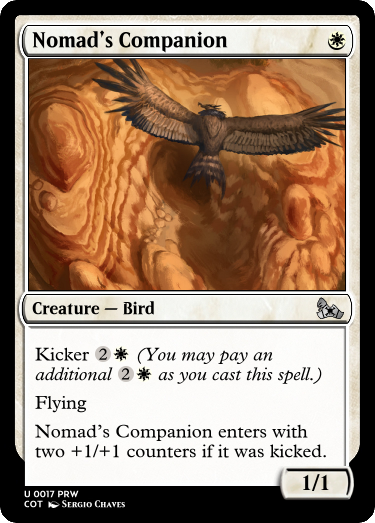 Nomad's Companion
Creature — Bird
Kicker 2 (You may pay an
additional 2 as you cast this spell.)
Flying
Nomad's Companion enters with
two +1/+1 counters if it was kicked.
1/1
U 0017 PRW
COT Sergio Chaves